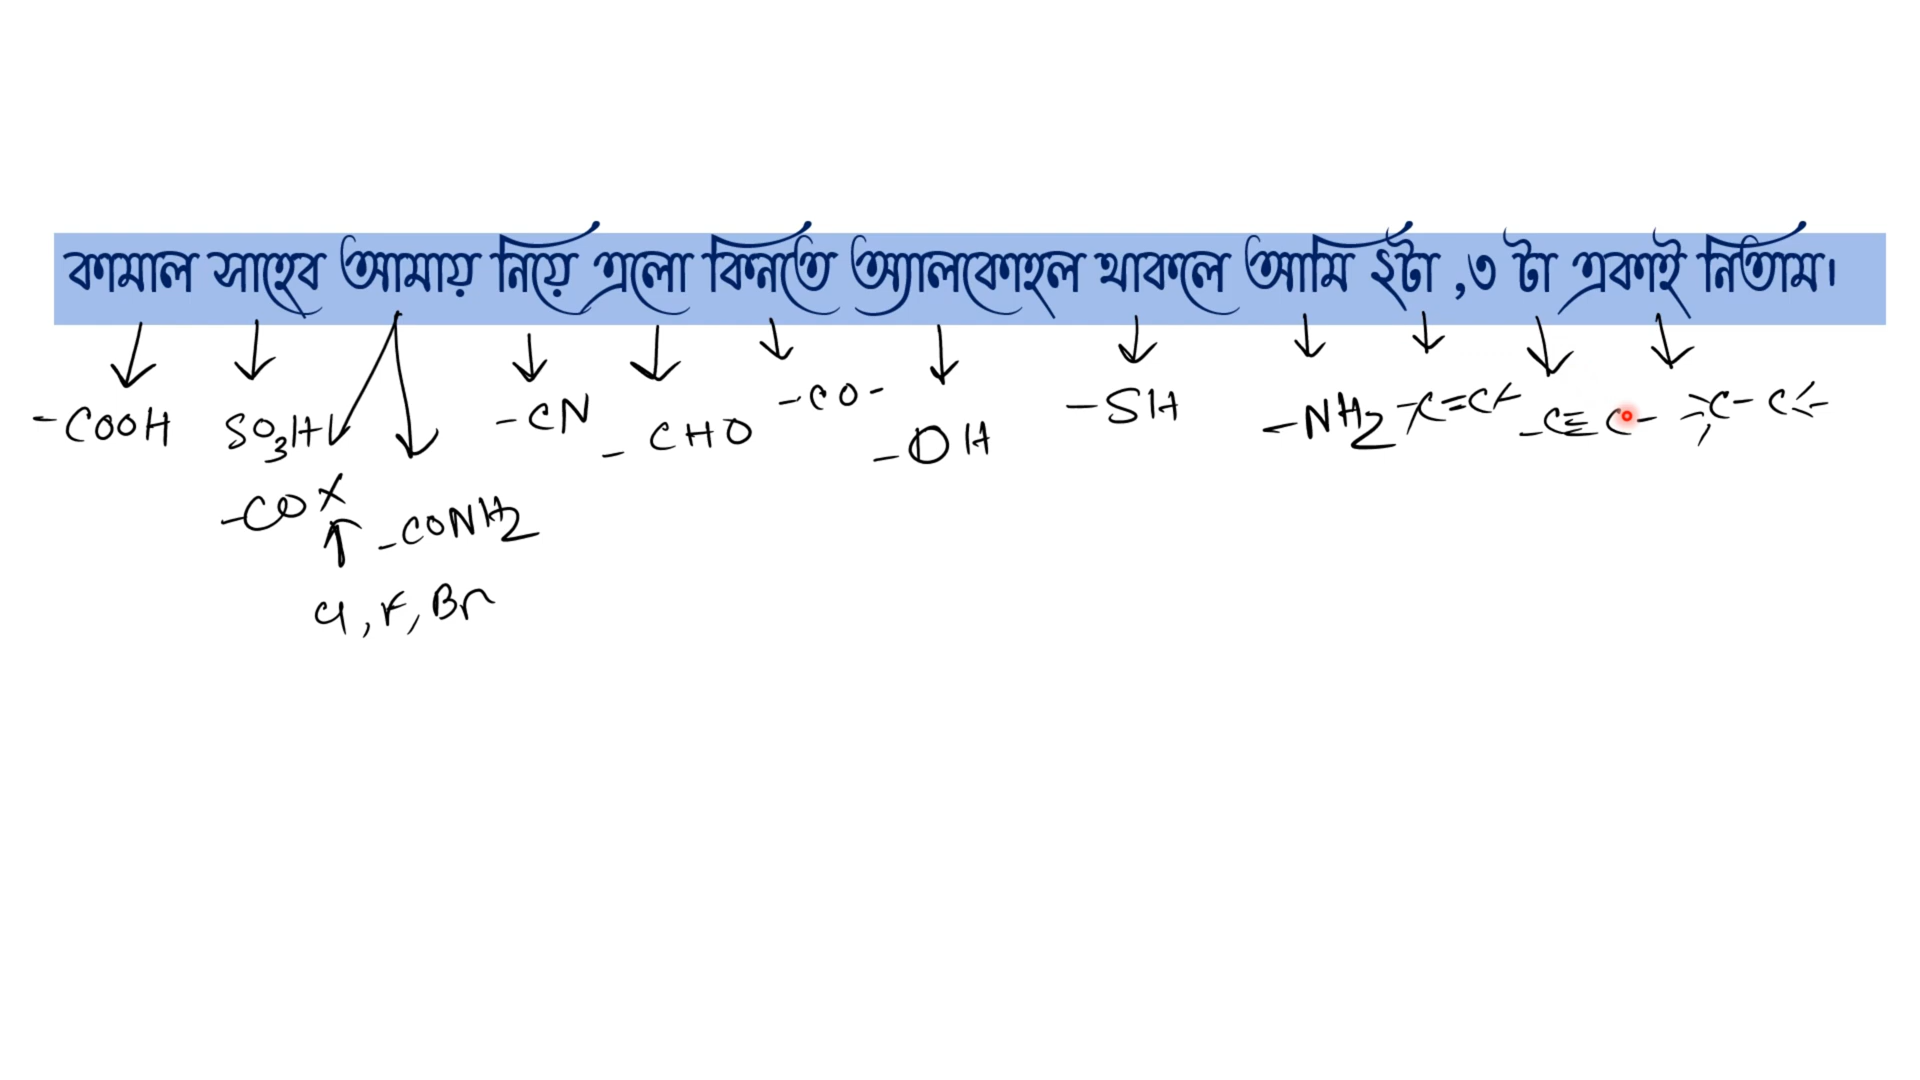 কামাল সাহেব আমায় নিয়ে এলো কিনতে অ্যালকোহল থাকলে আমি ২টা ,৩ টা একাই নিতাম।
-COOH SO3H -CN -CHO -CO- -OH -SH -NH2 -C=C- -C≡C- -C-C-
-COX -CONH2
Cl, F, Br